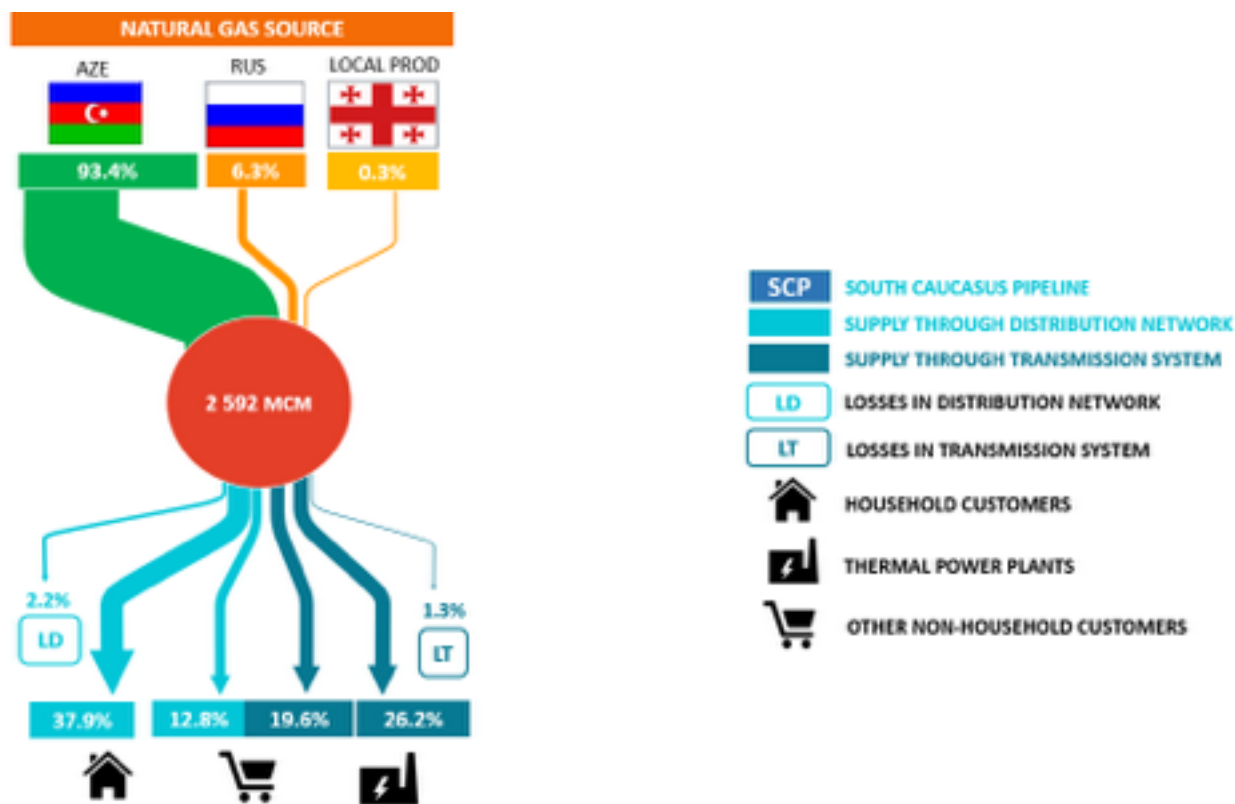 NATURAL GAS SOURCE
AZE
RUS
LOCAL PROD
93.4%
6.3%
0.3%
2 592 MCM
2.2%
LD
1.3%
LT
37.9%
12.8%
19.6%
26.2%
SCP SOUTH CAUCASUS PIPELINE
SUPPLY THROUGH DISTRIBUTION NETWORK
SUPPLY THROUGH TRANSMISSION SYSTEM
LD LOSSES IN DISTRIBUTION NETWORK
LT LOSSES IN TRANSMISSION SYSTEM
HOUSEHOLD CUSTOMERS
THERMAL POWER PLANTS
OTHER NON-HOUSEHOLD CUSTOMERS